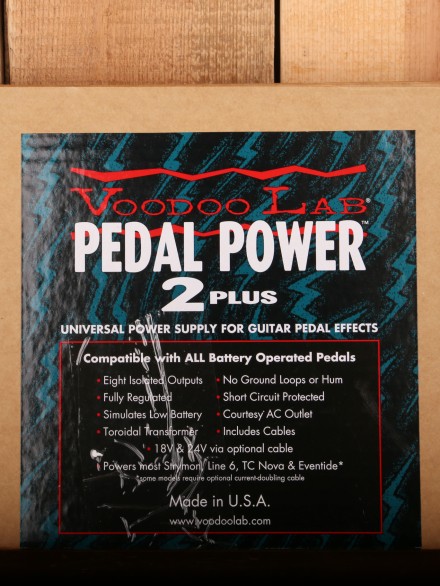 VOODOO LAB®
PEDAL POWER™
2 PLUS
UNIVERSAL POWER SUPPLY FOR GUITAR PEDAL EFFECTS
Compatible with ALL Battery Operated Pedals
• Eight Isolated Outputs • No Ground Loops or Hum
• Fully Regulated • Short Circuit Protected
• Simulates Low Battery • Courtesy AC Outlet
• Toroidal Transformer • Includes Cables
• 18V & 24V via optional cable
• Powers most Strymon, Line 6, TC Nova & Eventide*
*some models require optional current-doubling cable
Made in U.S.A.
www.voodoolab.com